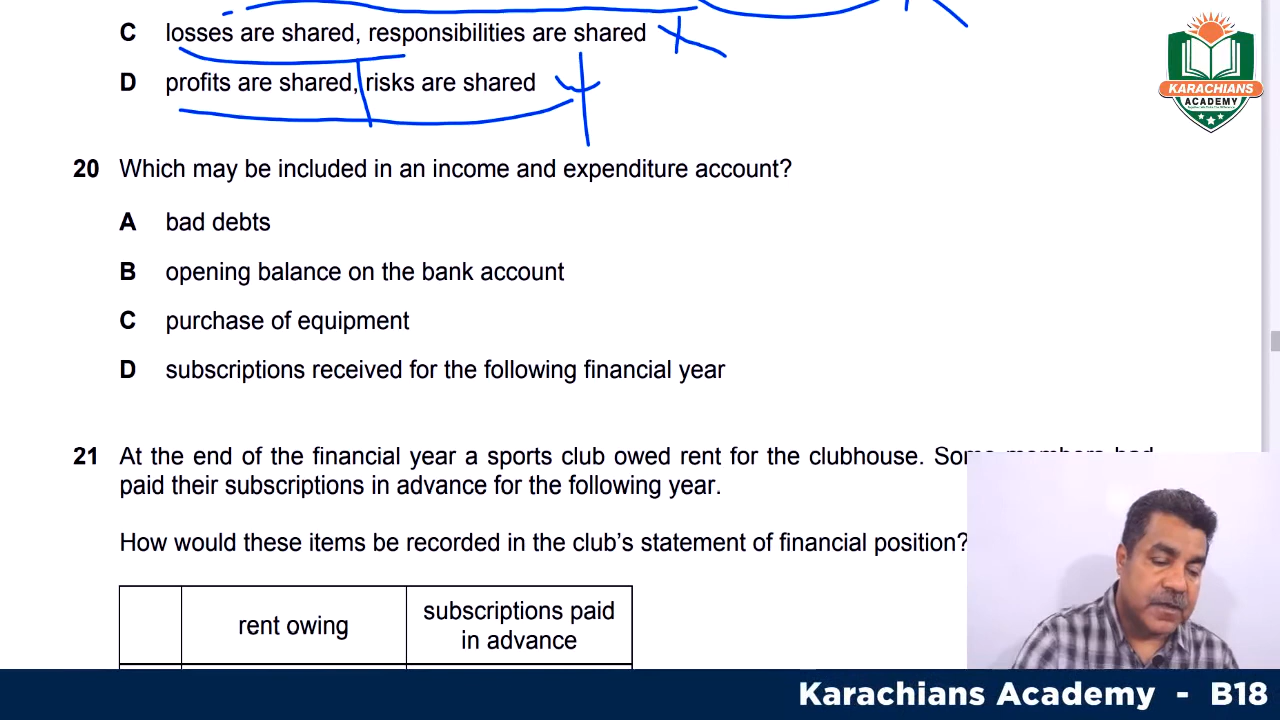 C losses are shared, responsibilities are shared
D profits are shared, risks are shared
KARACHIANS
ACADEMY
20 Which may be included in an income and expenditure account?
A bad debts
B opening balance on the bank account
C purchase of equipment
D subscriptions received for the following financial year
21 At the end of the financial year a sports club owed rent for the clubhouse. Some members had
paid their subscriptions in advance for the following year.
How would these items be recorded in the club's statement of financial position?
rent owing
subscriptions paid
in advance
Karachians Academy - B18